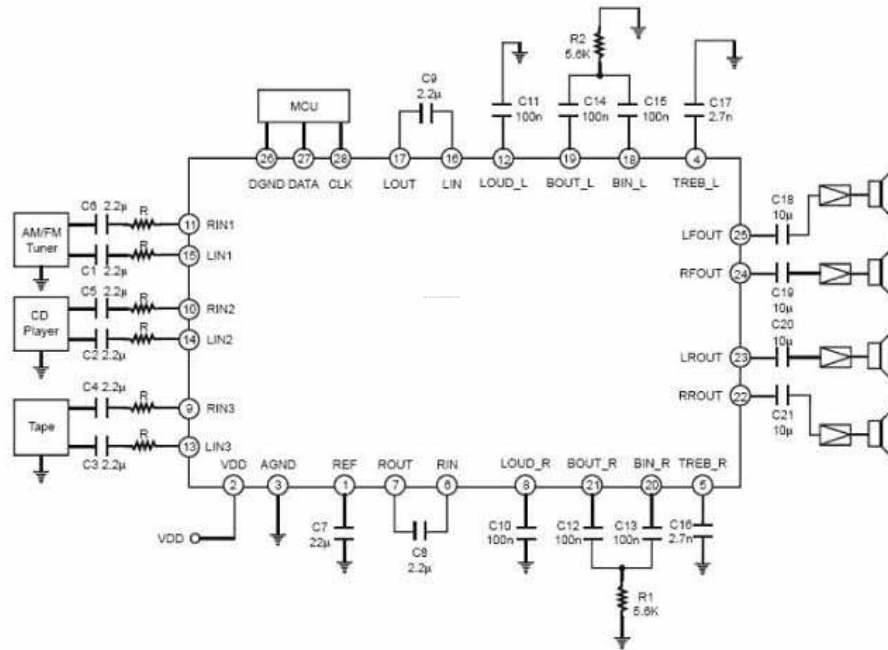 R2
5.6K
C9
2.2μ
MCU
C11
100n
C14
100n
C15
100n
C17
2.7n
26 27 28 17 16 12 19 18 4
DGND DATA CLK LOUT LIN LOUD_L BOUT_L BIN_L TREB_L
AM/FM
Tuner
C6 2.2μ R
11 RIN1
C1 2.2μ R
15 LIN1
CD
Player
C5 2.2μ R
10 RIN2
C2 2.2μ R
14 LIN2
Tape
C4 2.2μ R
9 RIN3
C3 2.2μ R
13 LIN3
C18
10μ
LFOUT 25
RFOUT 24
C19
10μ
C20
10μ
LROUT 23
RROUT 22
C21
10μ
VDD AGND REF ROUT RIN LOUD_R BOUT_R BIN_R TREB_R
2 3 1 7 6 8 21 20 5
VDD
C7
22μ
C8
2.2μ
C10
100n
C12
100n
C13
100n
C16
2.7n
R1
5.6K